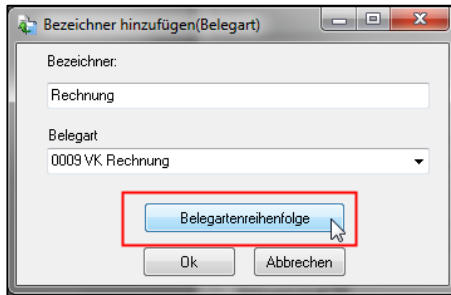 Bezeichner hinzufügen(Belegart)
Bezeichner:
Rechnung
Belegart
0009 VK Rechnung
Belegartenreihenfolge
Ok Abbrechen